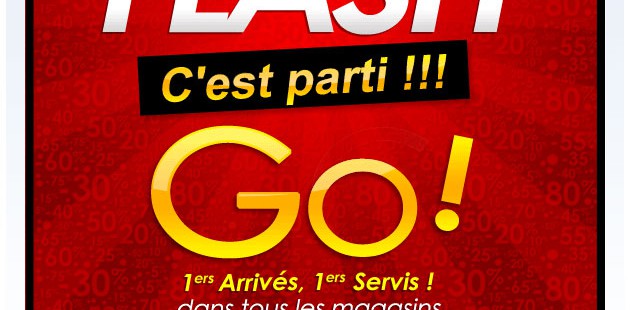 FLASH
C'est parti !!!
Go!
1ers Arrivés, 1ers Servis !
dans tous les magasins